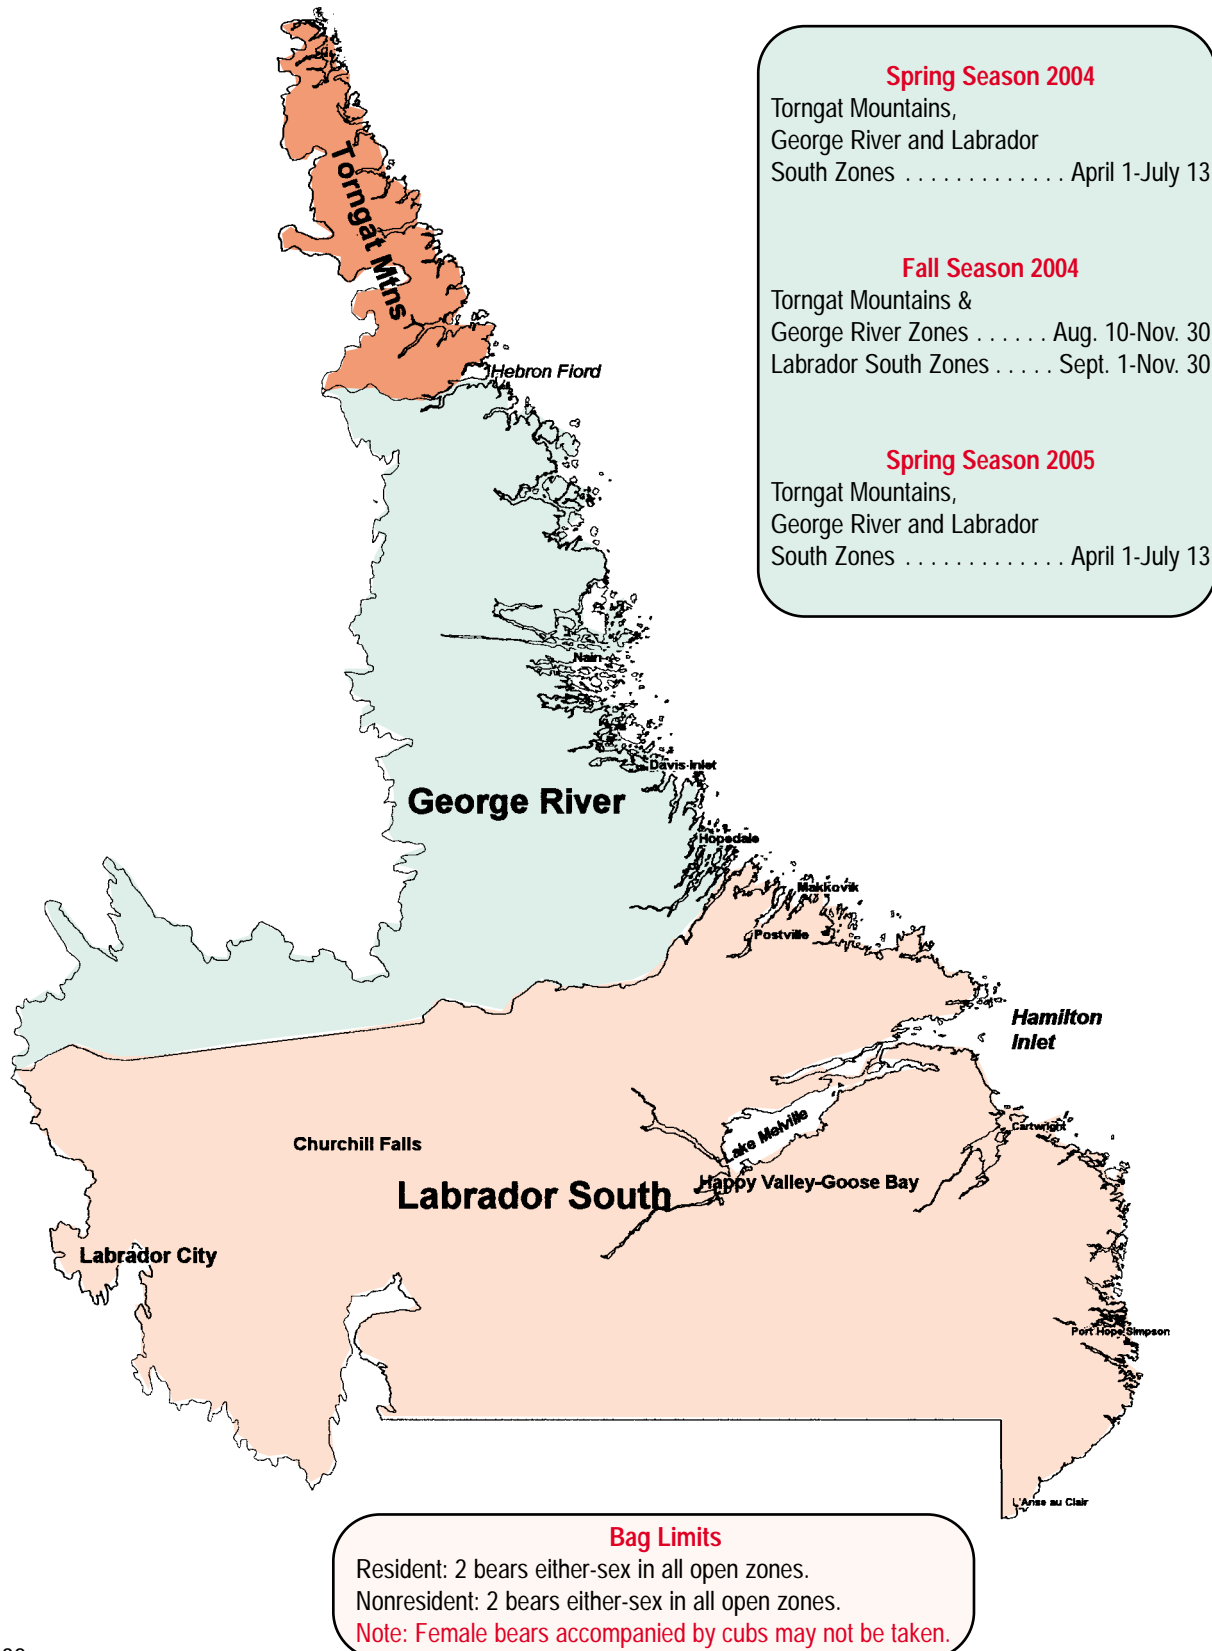 Spring Season 2004
Torngat Mountains,
George River and Labrador
South Zones . . . . . . . . . . . . . April 1-July 13
Fall Season 2004
Torngat Mountains &
George River Zones . . . . . . Aug. 10-Nov. 30
Labrador South Zones . . . . . Sept. 1-Nov. 30
Spring Season 2005
Torngat Mountains,
George River and Labrador
South Zones . . . . . . . . . . . . . April 1-July 13
Torngat Mtns
Hebron Fiord
Nain
Davis Inlet
George River
Hopedale
Makkovik
Postville
Hamilton
Inlet
Lake Melville
Cartwright
Churchill Falls
Happy Valley-Goose Bay
Labrador South
Labrador City
Port Hope Simpson
L'Anse au Clair
Bag Limits
Resident: 2 bears either-sex in all open zones.
Nonresident: 2 bears either-sex in all open zones.
Note: Female bears accompanied by cubs may not be taken.